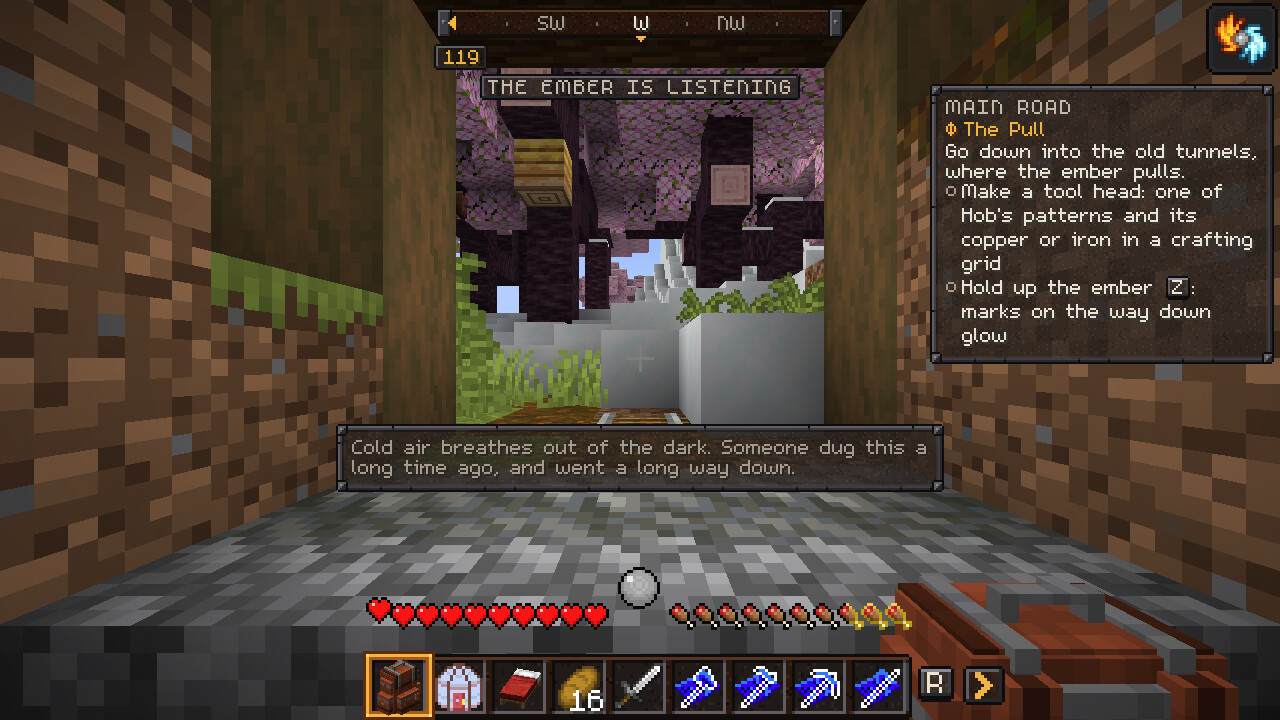 SW W NW
119
THE EMBER IS LISTENING
MAIN ROAD
The Pull
Go down into the old tunnels,
where the ember pulls.
Make a tool head: one of
Hob's patterns and its
copper or iron in a crafting
grid
Hold up the ember Z:
marks on the way down
glow
Cold air breathes out of the dark. Someone dug this a
long time ago, and went a long way down.
16
R